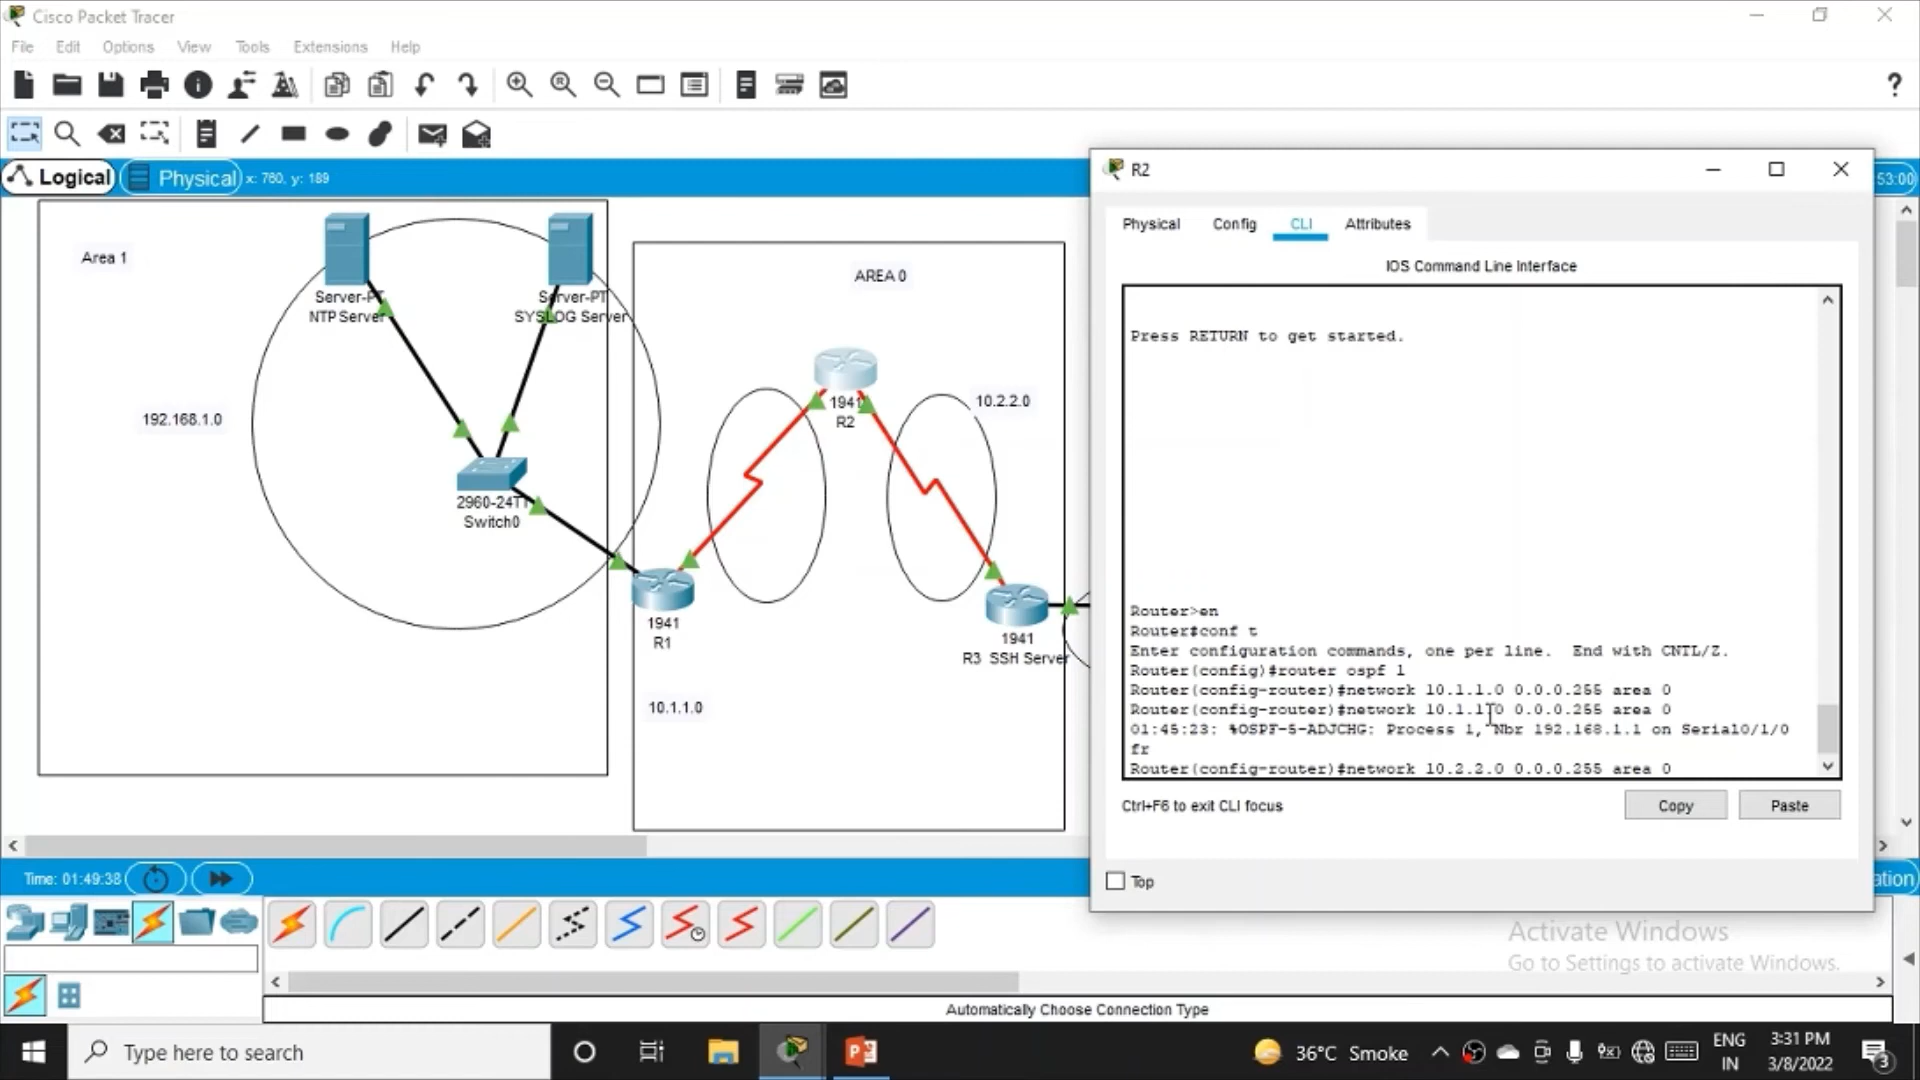 Cisco Packet Tracer
File Edit Options View Tools Extensions Help
?
Logical
Physical
x: 760, y: 189
53:00
Area 1
Server-PT
NTP Server
Server-PT
SYSLOG Server
192.168.1.0
2960-24TT
Switch0
AREA 0
1941
R2
10.2.2.0
1941
R1
1941
R3 SSH Server
10.1.1.0
R2
Physical Config CLI Attributes
IOS Command Line Interface
Press RETURN to get started.
Router>en
Router#conf t
Enter configuration commands, one per line.  End with CNTL/Z.
Router(config)#router ospf 1
Router(config-router)#network 10.1.1.0 0.0.0.255 area 0
Router(config-router)#network 10.1.1.0 0.0.0.255 area 0
01:45:23: %OSPF-5-ADJCHG: Process 1, Nbr 192.168.1.1 on Serial0/1/0
fr
Router(config-router)#network 10.2.2.0 0.0.0.255 area 0
Ctrl+F6 to exit CLI focus
Copy
Paste
Top
Time: 01:49:38
ation
Activate Windows
Go to Settings to activate Windows.
Automatically Choose Connection Type
Type here to search
36°C Smoke
ENG
IN
3:31 PM
3/8/2022
3